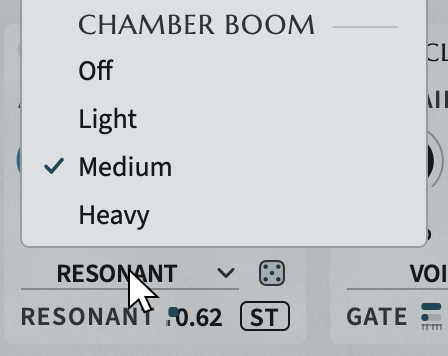 CHAMBER BOOM
Off
Light
Medium
Heavy
RESONANT
RESONANT 0.62 ST
GATE